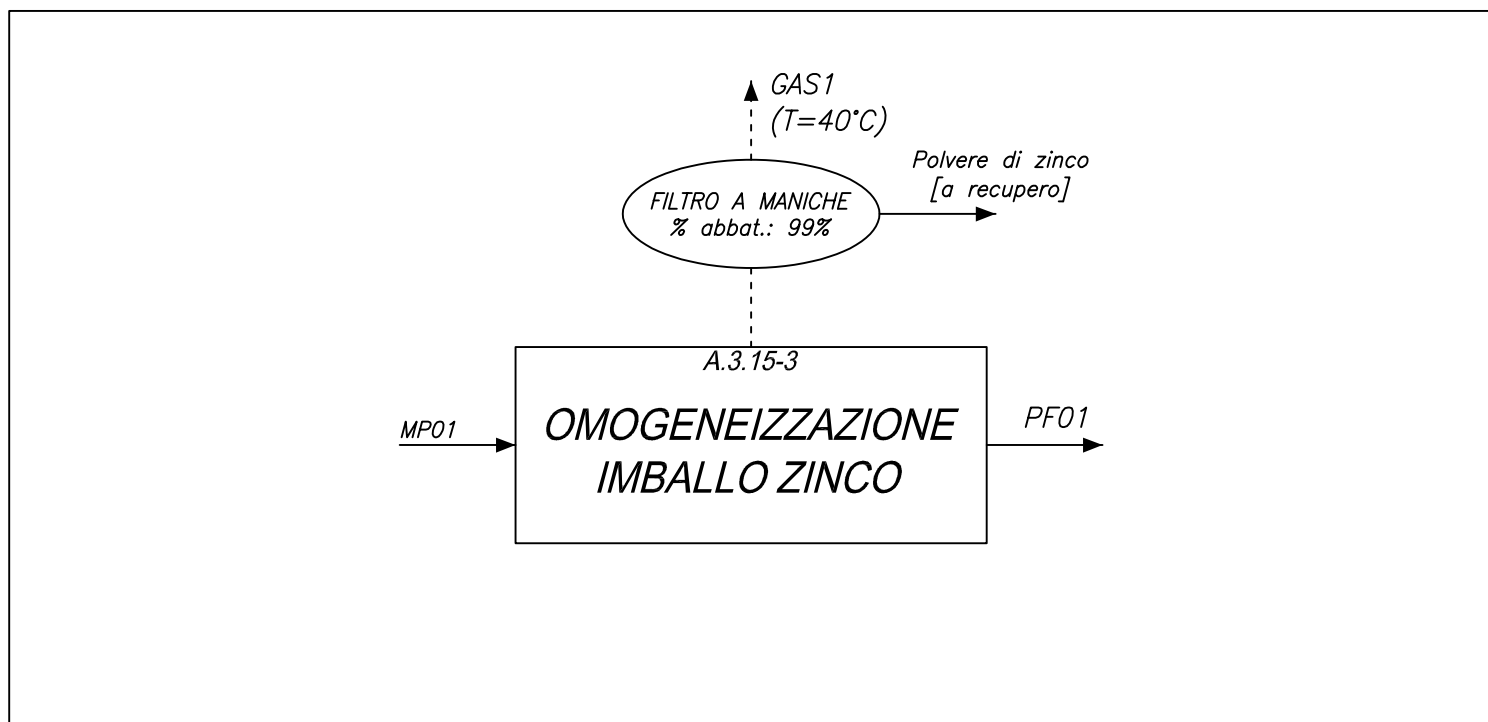 GAS1
(T=40°C)
Polvere di zinco
[a recupero]
FILTRO A MANICHE
% abbat.: 99%
A.3.15-3
OMOGENEIZZAZIONE
IMBALLO ZINCO
MP01
PF01